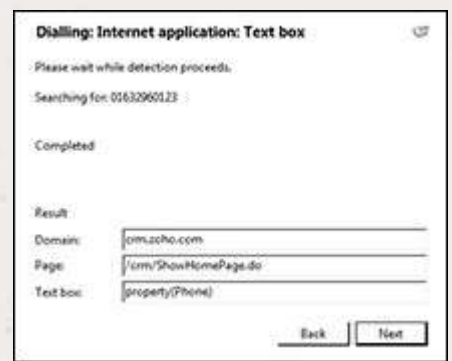 Dialling: Internet application: Text box
Please wait while detection proceeds.
Searching for: 01632960123
Completed
Result
Domain: crm.zoho.com
Page: /crm/ShowHomePage.do
Text box: property(Phone)
Back Next